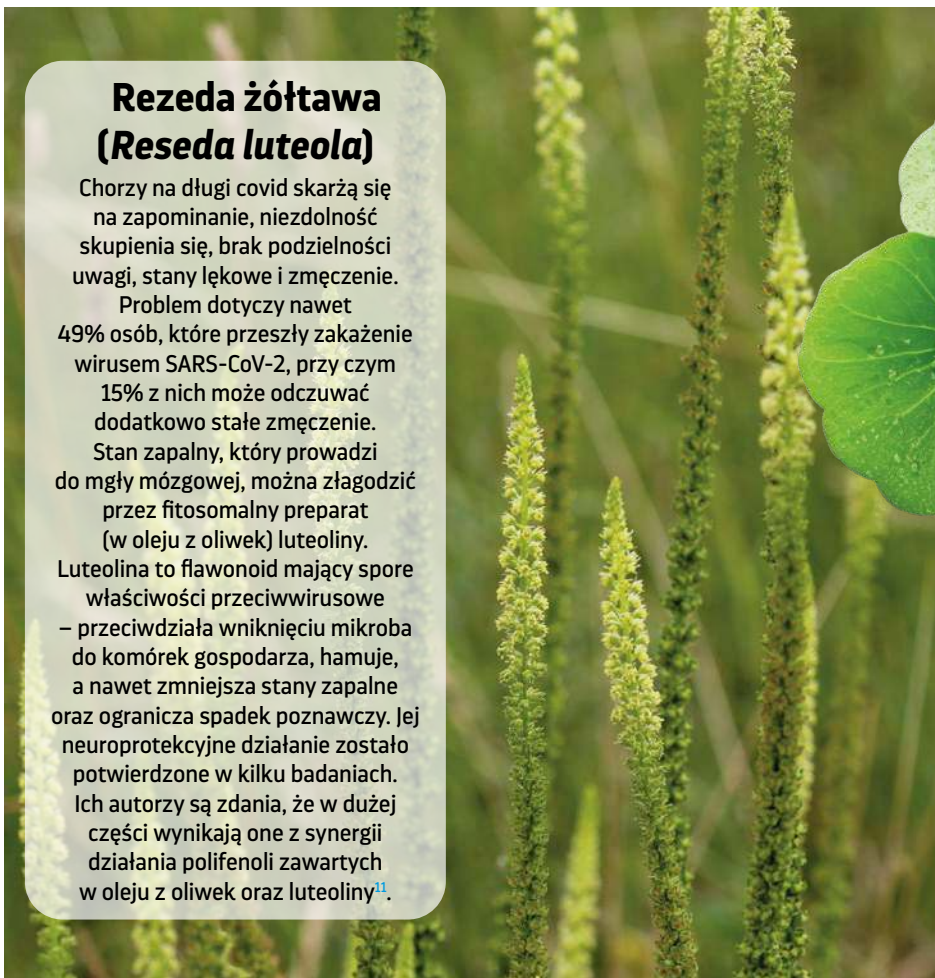 Rezeda żółtawa
(Reseda luteola)
Chorzy na długi covid skarżą się
na zapominanie, niezdolność
skupienia się, brak podzielności
uwagi, stany lękowe i zmęczenie.
Problem dotyczy nawet
49% osób, które przeszły zakażenie
wirusem SARS-CoV-2, przy czym
15% z nich może odczuwać
dodatkowo stałe zmęczenie.
Stan zapalny, który prowadzi
do mgły mózgowej, można złagodzić
przez fitosomalny preparat
(w oleju z oliwek) luteoliny.
Luteolina to flawonoid mający spore
właściwości przeciwwirusowe
– przeciwdziała wniknięciu mikroba
do komórek gospodarza, hamuje,
a nawet zmniejsza stany zapalne
oraz ogranicza spadek poznawczy. Jej
neuroprotekcyjne działanie zostało
potwierdzone w kilku badaniach.
Ich autorzy są zdania, że w dużej
części wynikają one z synergii
działania polifenoli zawartych
w oleju z oliwek oraz luteoliny¹¹.